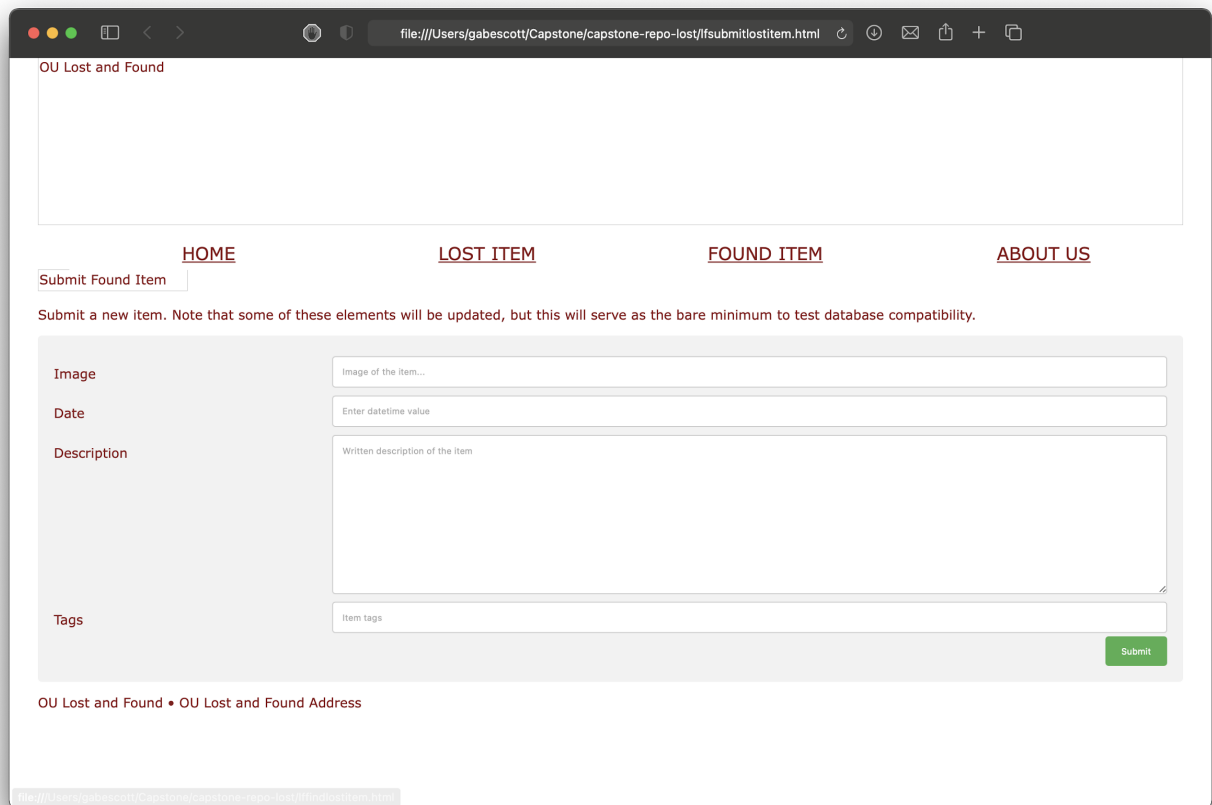 file:///Users/gabescott/Capstone/capstone-repo-lost/lfsubmitlostitem.html
OU Lost and Found
HOME LOST ITEM FOUND ITEM ABOUT US
Submit Found Item
Submit a new item. Note that some of these elements will be updated, but this will serve as the bare minimum to test database compatibility.
Image Image of the item...
Date Enter datetime value
Description Written description of the item
Tags Item tags
Submit
OU Lost and Found • OU Lost and Found Address
file:///Users/gabescott/Capstone/capstone-repo-lost/lffindlostitem.html